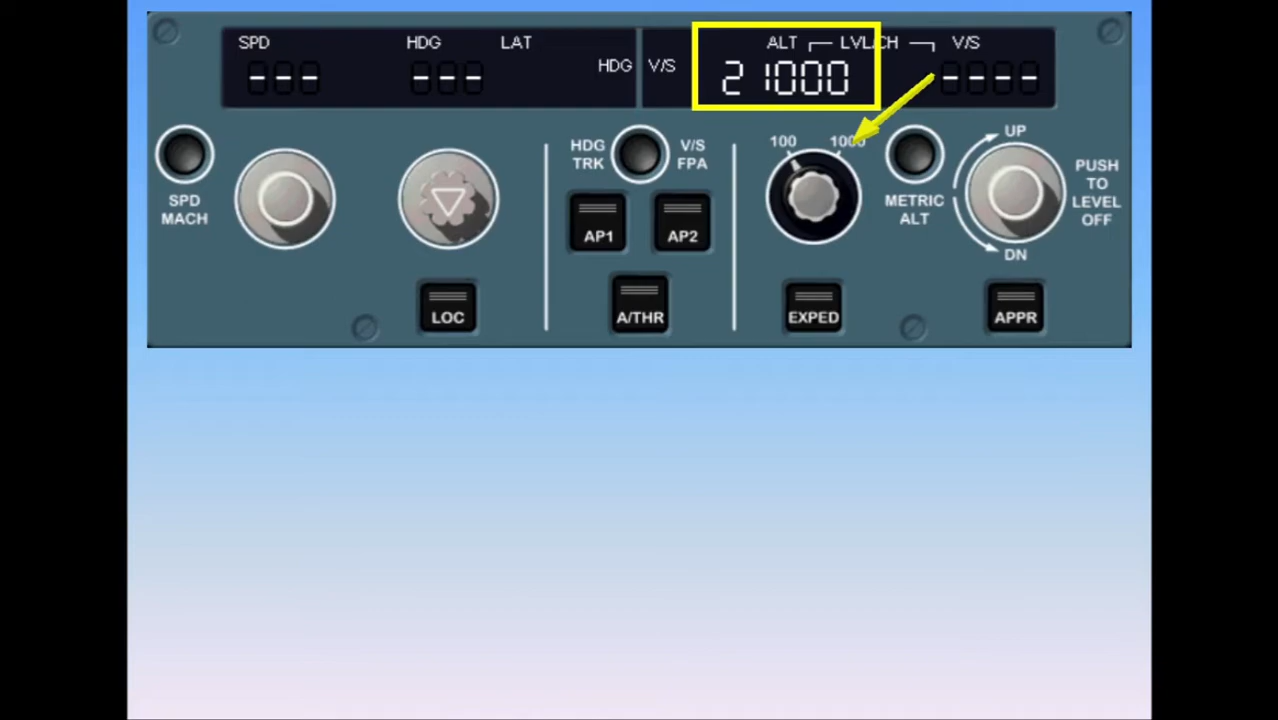 SPD HDG LAT ALT LVL/CH V/S
HDG V/S
--- --- 21000 ----
100 1000 UP
HDG V/S
TRK FPA
PUSH
TO
LEVEL
OFF
SPD
MACH
METRIC
ALT
AP1 AP2
DN
LOC A/THR EXPED APPR